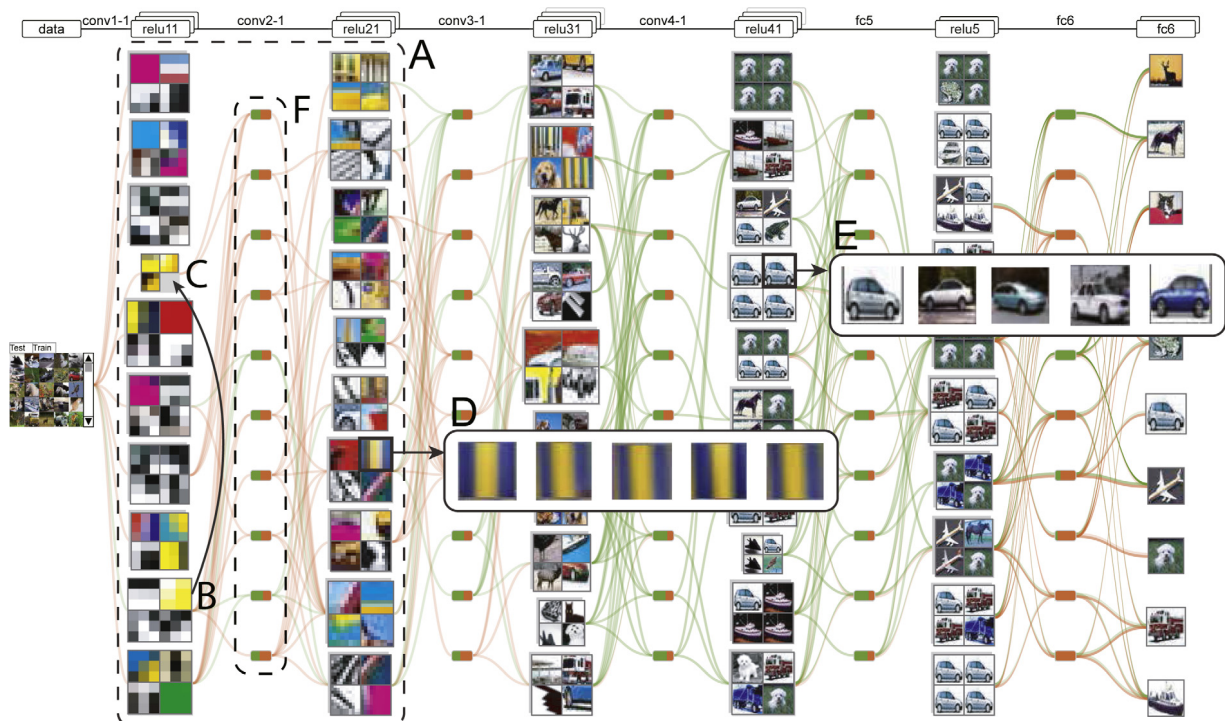 data conv1-1 relu11 conv2-1 relu21 conv3-1 relu31 conv4-1 relu41 fc5 relu5 fc6 fc6
A
F
C
E
Test Train
D
B